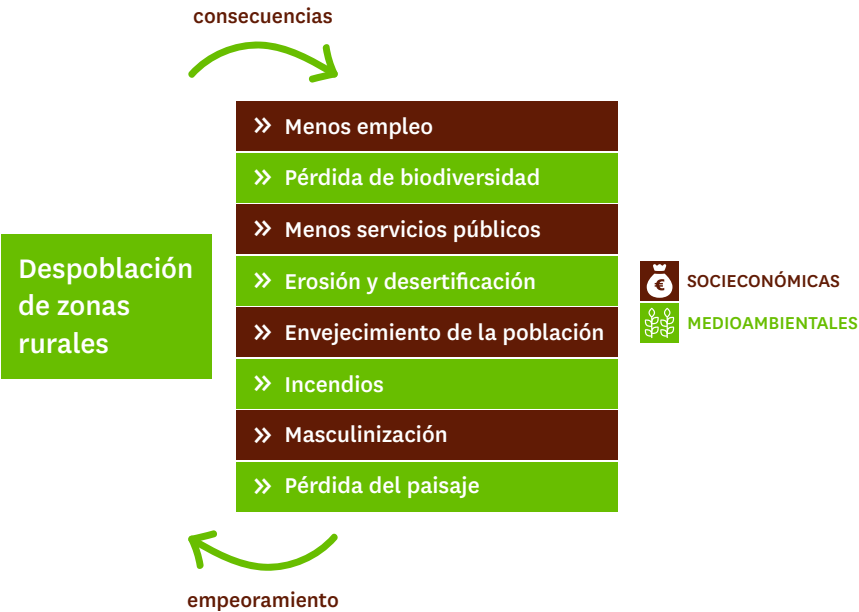 consecuencias
Menos empleo
Pérdida de biodiversidad
Menos servicios públicos
Despoblación
de zonas
rurales
Erosión y desertificación
Envejecimiento de la población
Incendios
Masculinización
Pérdida del paisaje
€ SOCIECONÓMICAS
MEDIOAMBIENTALES
empeoramiento